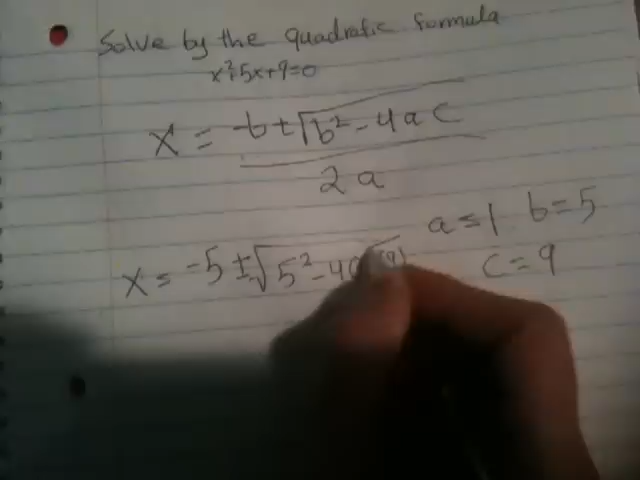 Solve by the quadratic formula
x²+5x+9=0
x = -b ± √b² - 4ac
2a
a = 1 b = 5
c = 9
x = -5 ± √5² - 4( (9)